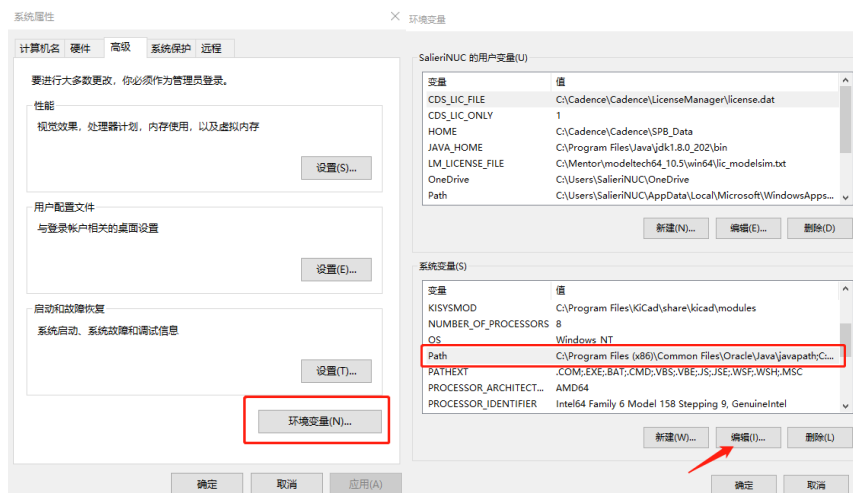 系统属性
计算机名 硬件 高级 系统保护 远程
要进行大多数更改，你必须作为管理员登录。
性能
视觉效果，处理器计划，内存使用，以及虚拟内存
设置(S)...
用户配置文件
与登录帐户相关的桌面设置
设置(E)...
启动和故障恢复
系统启动、系统故障和调试信息
设置(T)...
环境变量(N)...
确定 取消 应用(A)
环境变量
SalieriNUC 的用户变量(U)
变量 值
CDS_LIC_FILE C:\Cadence\Cadence\LicenseManager\license.dat
CDS_LIC_ONLY 1
HOME C:\Cadence\Cadence\SPB_Data
JAVA_HOME C:\Program Files\Java\jdk1.8.0_202\bin
LM_LICENSE_FILE C:\Mentor\modeltech64_10.5\win64\lic_modelsim.txt
OneDrive C:\Users\SalieriNUC\OneDrive
Path C:\Users\SalieriNUC\AppData\Local\Microsoft\WindowsApps...
新建(N)... 编辑(E)... 删除(D)
系统变量(S)
变量 值
KISYSMOD C:\Program Files\KiCad\share\kicad\modules
NUMBER_OF_PROCESSORS 8
OS Windows_NT
Path C:\Program Files (x86)\Common Files\Oracle\Java\javapath;C:...
PATHEXT .COM;.EXE;.BAT;.CMD;.VBS;.VBE;.JS;.JSE;.WSF;.WSH;.MSC
PROCESSOR_ARCHITECT... AMD64
PROCESSOR_IDENTIFIER Intel64 Family 6 Model 158 Stepping 9, GenuineIntel
新建(W)... 编辑(I)... 删除(L)
确定 取消